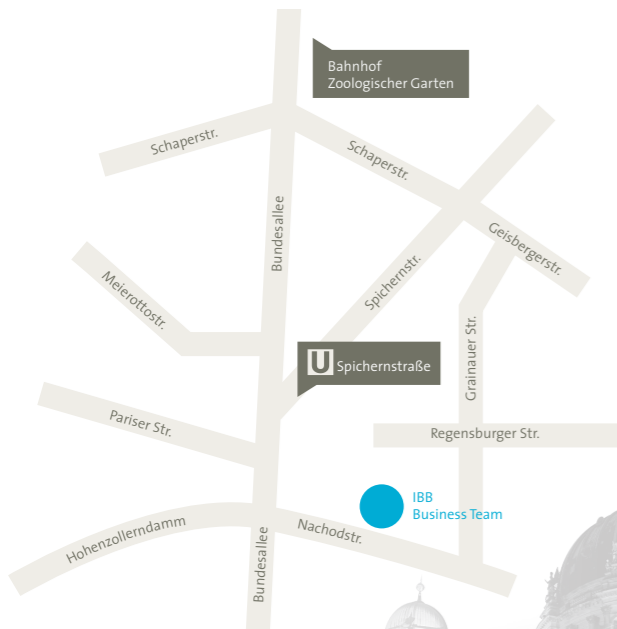 Bahnhof
Zoologischer Garten
Schaperstr.
Schaperstr.
Bundesallee
Geisbergerstr.
Spichernstr.
Meierottostr.
Grainauer Str.
U Spichernstraße
Pariser Str.
Regensburger Str.
IBB
Business Team
Hohenzollerndamm
Nachodstr.
Bundesallee